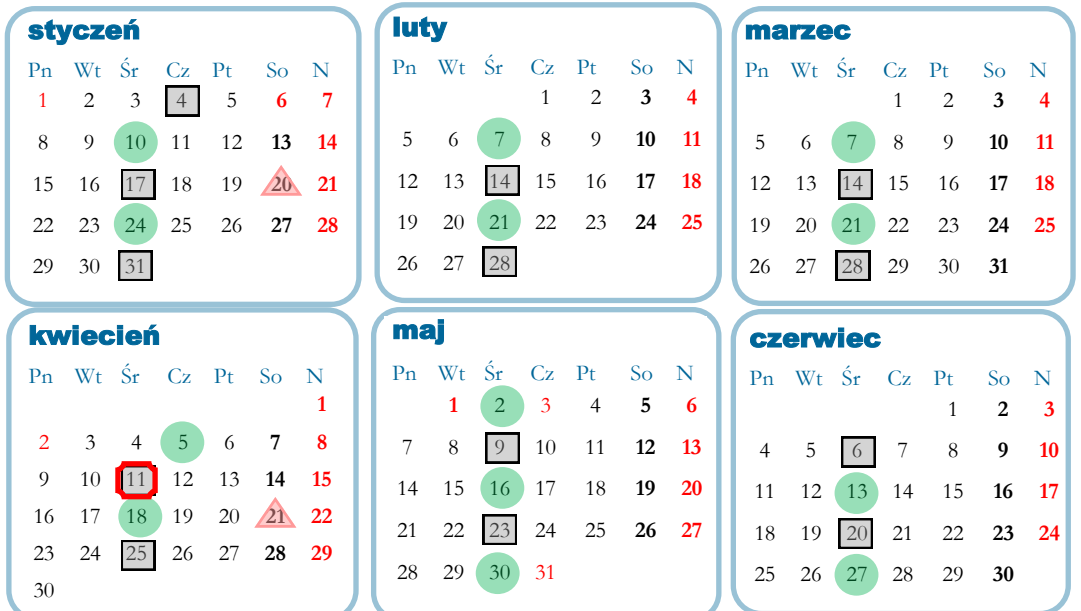 styczeń
Pn Wt Śr Cz Pt So N
1 2 3 4 5 6 7
8 9 10 11 12 13 14
15 16 17 18 19 20 21
22 23 24 25 26 27 28
29 30 31
luty
Pn Wt Śr Cz Pt So N
1 2 3 4
5 6 7 8 9 10 11
12 13 14 15 16 17 18
19 20 21 22 23 24 25
26 27 28
marzec
Pn Wt Śr Cz Pt So N
1 2 3 4
5 6 7 8 9 10 11
12 13 14 15 16 17 18
19 20 21 22 23 24 25
26 27 28 29 30 31
kwiecień
Pn Wt Śr Cz Pt So N
1
2 3 4 5 6 7 8
9 10 11 12 13 14 15
16 17 18 19 20 21 22
23 24 25 26 27 28 29
30
maj
Pn Wt Śr Cz Pt So N
1 2 3 4 5 6
7 8 9 10 11 12 13
14 15 16 17 18 19 20
21 22 23 24 25 26 27
28 29 30 31
czerwiec
Pn Wt Śr Cz Pt So N
1 2 3
4 5 6 7 8 9 10
11 12 13 14 15 16 17
18 19 20 21 22 23 24
25 26 27 28 29 30